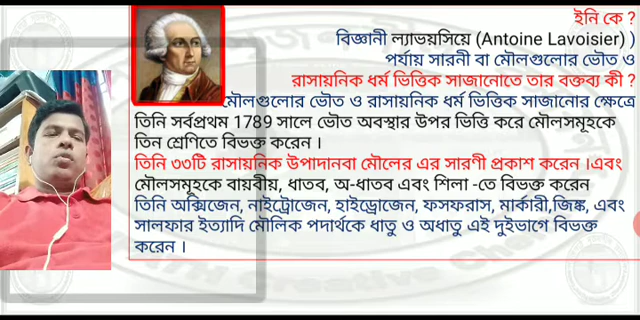 ইনি কে ?
বিজ্ঞানী ল্যাভয়সিয়ে (Antoine Lavoisier) )
পর্যায় সারনী বা মৌলগুলোর ভৌত ও
রাসায়নিক ধর্ম ভিত্তিক সাজানোতে তার বক্তব্য কী ?
মৌলগুলোর ভৌত ও রাসায়নিক ধর্ম ভিত্তিক সাজানোর ক্ষেত্রে
তিনি সর্বপ্রথম 1789 সালে ভৌত অবস্থার উপর ভিত্তি করে মৌলসমূহকে
তিন শ্রেণিতে বিভক্ত করেন ।
তিনি ৩৩টি রাসায়নিক উপাদানবা মৌলের এর সারণী প্রকাশ করেন ।এবং
মৌলসমূহকে বায়বীয়, ধাতব, অ-ধাতব এবং শিলা -তে বিভক্ত করেন
তিনি অক্সিজেন, নাইট্রোজেন, হাইড্রোজেন, ফসফরাস, মার্কারী,জিঙ্ক, এবং
সালফার ইত্যাদি মৌলিক পদার্থকে ধাতু ও অধাতু এই দুইভাগে বিভক্ত
করেন ।